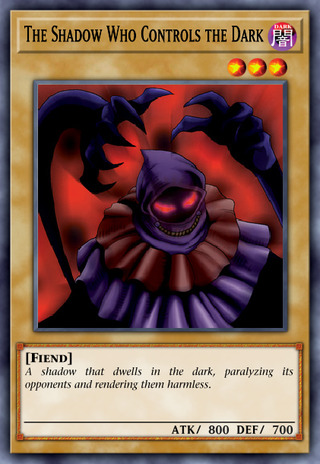 The Shadow Who Controls the Dark
DARK
闇
[Fiend]
A shadow that dwells in the dark, paralyzing its
opponents and rendering them harmless.
ATK/ 800 DEF/ 700